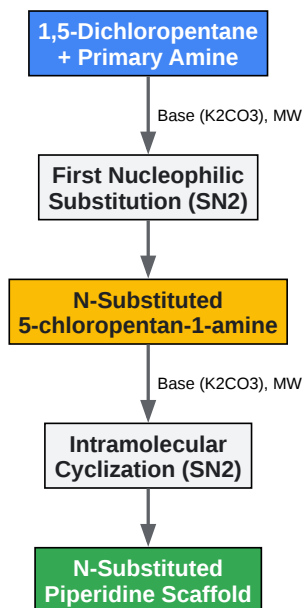 1,5-Dichloropentane
+ Primary Amine
Base (K2CO3), MW
First Nucleophilic
Substitution (SN2)
N-Substituted
5-chloropentan-1-amine
Base (K2CO3), MW
Intramolecular
Cyclization (SN2)
N-Substituted
Piperidine Scaffold